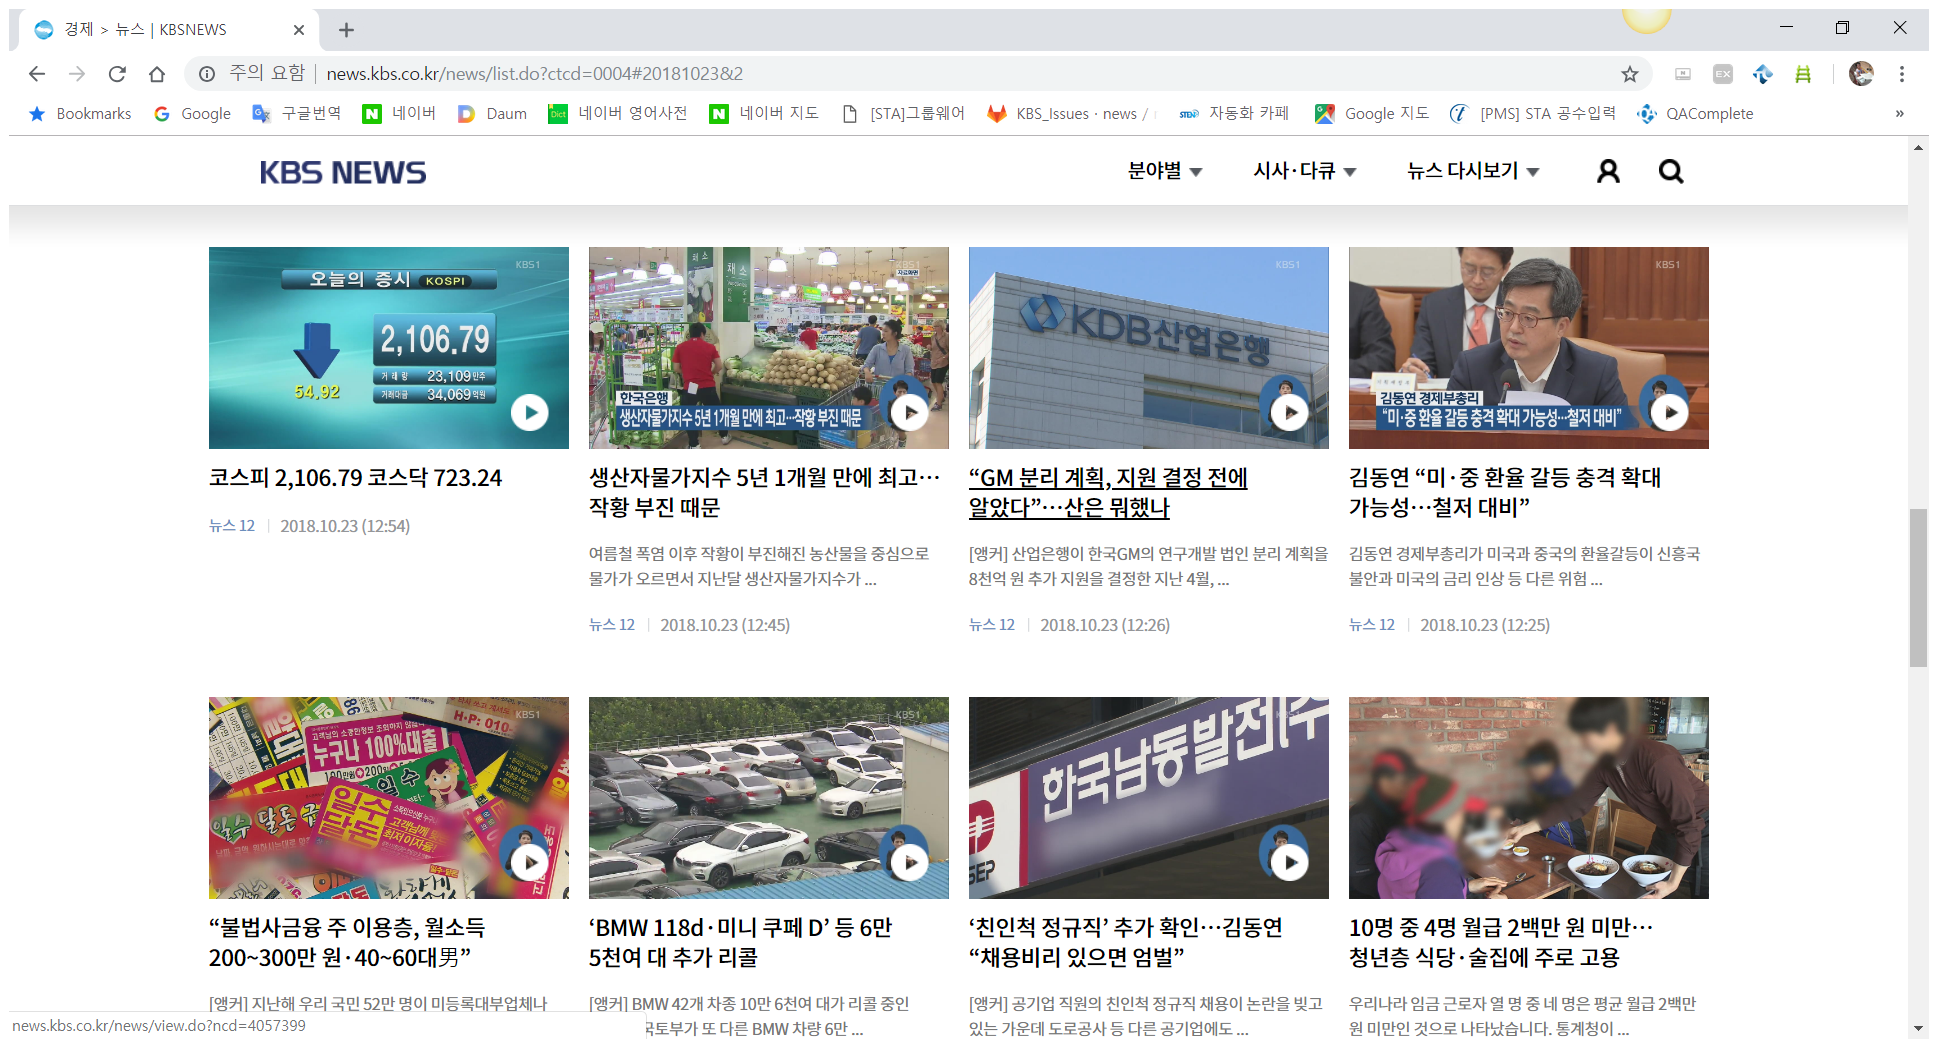 경제 > 뉴스 | KBSNEWS
주의 요함 news.kbs.co.kr/news/list.do?ctcd=0004#20181023&2
EX
Bookmarks Google 구글번역 네이버 Daum 네이버 영어사전 네이버 지도 [STA]그룹웨어 KBS_Issues · news / 자동화 카페 Google 지도 [PMS] STA 공수입력 QAComplete »
KBS NEWS
분야별 시사·다큐 뉴스 다시보기
KBS1
오늘의 증시 KOSPI
2,106.79
54.92
거 래 량 23,109 만주
거래대금 34,069 억원
코스피 2,106.79 코스닥 723.24
뉴스 12 2018.10.23 (12:54)
채소
KBS1
자료화면
한국은행
생산자물가지수 5년 1개월 만에 최고…작황 부진 때문
생산자물가지수 5년 1개월 만에 최고…
작황 부진 때문
여름철 폭염 이후 작황이 부진해진 농산물을 중심으로
물가가 오르면서 지난달 생산자물가지수가 ...
뉴스 12 2018.10.23 (12:45)
KBS1
KDB산업은행
“GM 분리 계획, 지원 결정 전에
알았다”…산은 뭐했나
[앵커] 산업은행이 한국GM의 연구개발 법인 분리 계획을
8천억 원 추가 지원을 결정한 지난 4월, ...
뉴스 12 2018.10.23 (12:26)
KBS1
김동연 경제부총리
“미·중 환율 갈등 충격 확대 가능성…철저 대비”
김동연 “미·중 환율 갈등 충격 확대
가능성…철저 대비”
김동연 경제부총리가 미국과 중국의 환율갈등이 신흥국
불안과 미국의 금리 인상 등 다른 위험 ...
뉴스 12 2018.10.23 (12:25)
H·P: 010-
KBS1
누구나 100%대출
일수
달돈
일수 달돈
“불법사금융 주 이용층, 월소득
200~300만 원·40~60대男”
[앵커] 지난해 우리 국민 52만 명이 미등록대부업체나
KBS1
‘BMW 118d·미니 쿠페 D’ 등 6만
5천여 대 추가 리콜
[앵커] BMW 42개 차종 10만 6천여 대가 리콜 중인
국토부가 또 다른 BMW 차량 6만 ...
한국남동발전(주
SEP
‘친인척 정규직’ 추가 확인…김동연
“채용비리 있으면 엄벌”
[앵커] 공기업 직원의 친인척 정규직 채용이 논란을 빚고
있는 가운데 도로공사 등 다른 공기업에도 ...
10명 중 4명 월급 2백만 원 미만…
청년층 식당·술집에 주로 고용
우리나라 임금 근로자 열 명 중 네 명은 평균 월급 2백만
원 미만인 것으로 나타났습니다. 통계청이 ...
news.kbs.co.kr/news/view.do?ncd=4057399